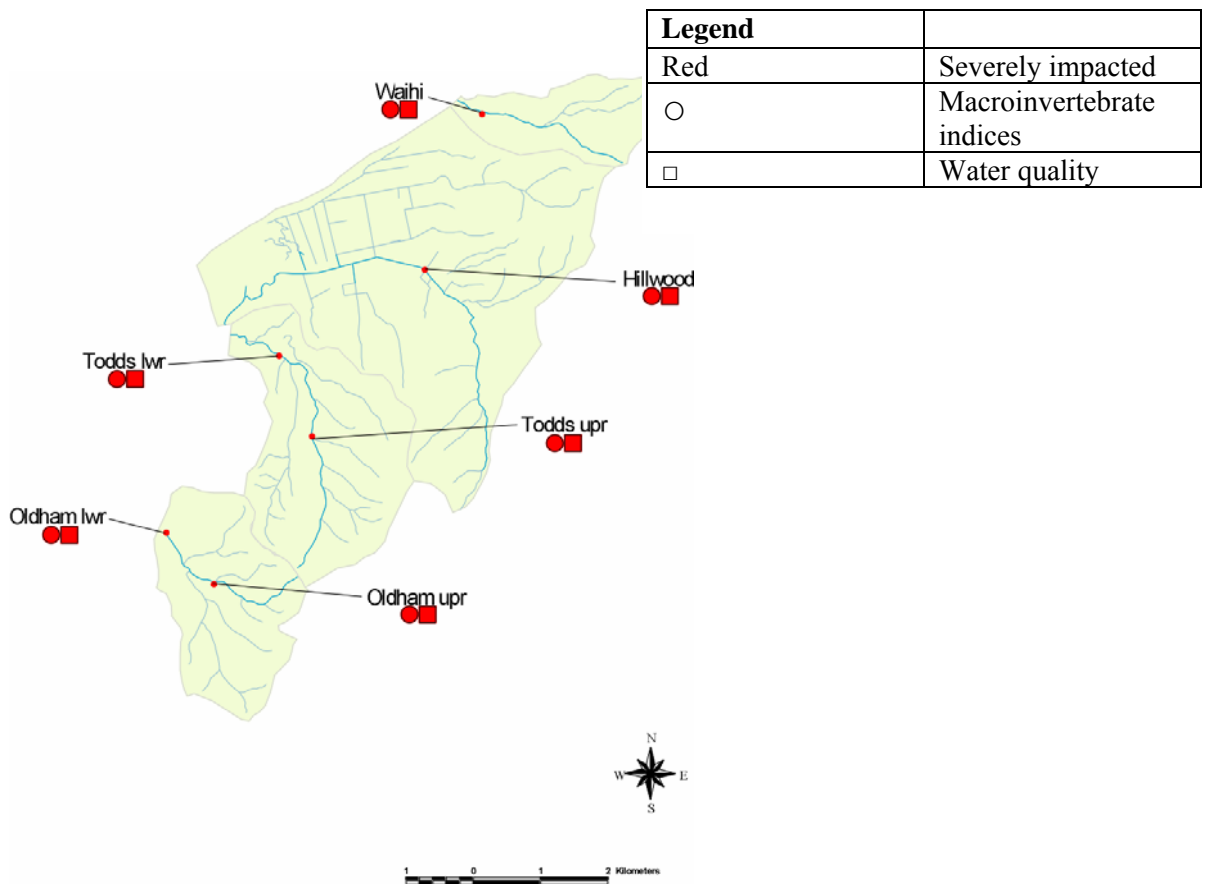 Legend
Red Severely impacted
○ Macroinvertebrate
indices
□ Water quality
Waihi
Hillwood
Todds lwr
Todds upr
Oldham lwr
Oldham upr
N
W E
S
1 0 1 2 Kilometers